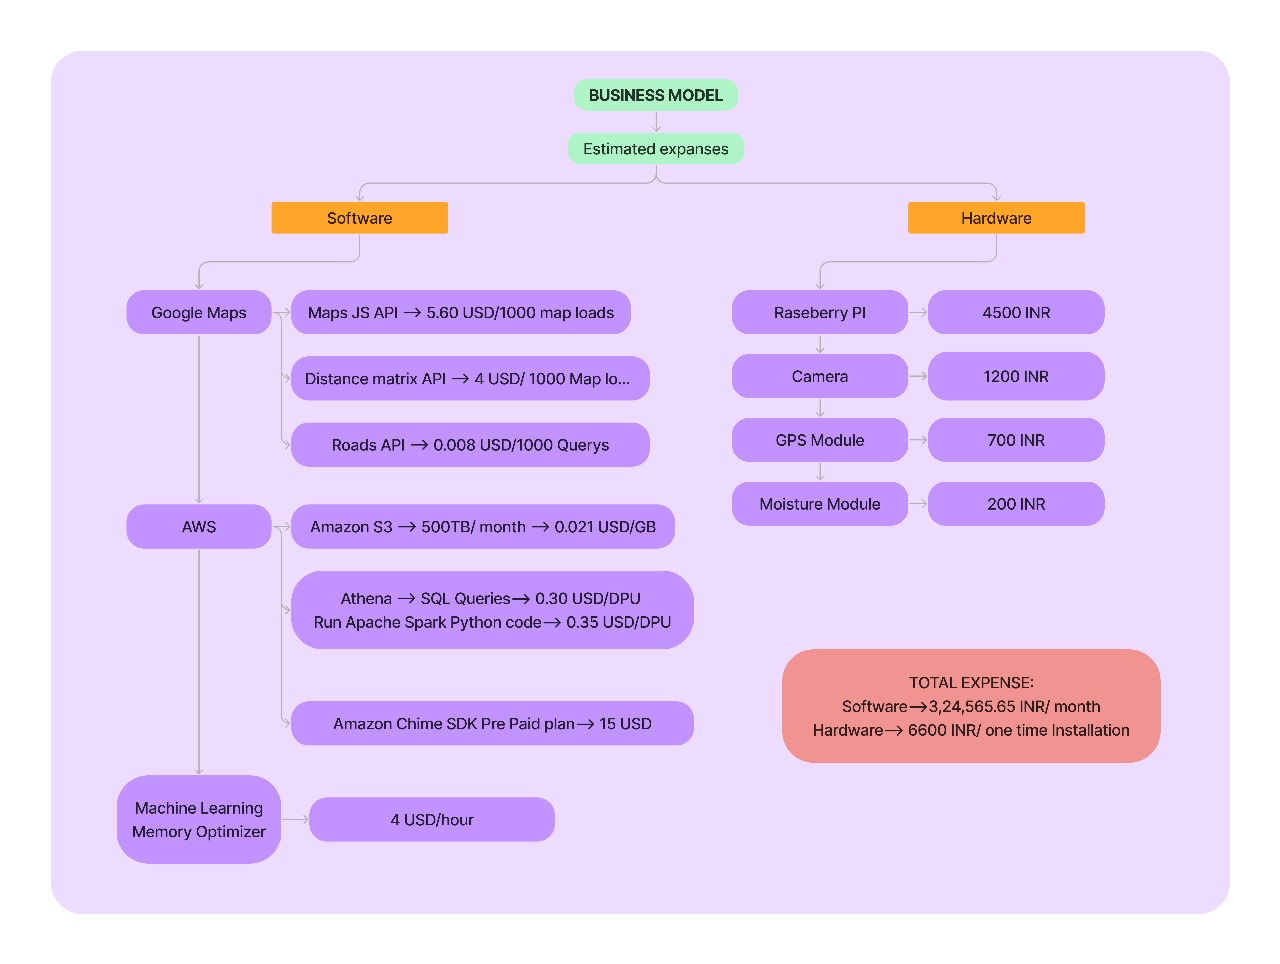 BUSINESS MODEL
Estimated expanses
Software
Hardware
Google Maps
Maps JS API → 5.60 USD/1000 map loads
Distance matrix API → 4 USD/ 1000 Map lo...
Roads API → 0.008 USD/1000 Querys
AWS
Amazon S3 → 500TB/ month → 0.021 USD/GB
Athena → SQL Queries→ 0.30 USD/DPU
Run Apache Spark Python code→ 0.35 USD/DPU
Amazon Chime SDK Pre Paid plan→ 15 USD
Machine Learning
Memory Optimizer
4 USD/hour
Raseberry PI
4500 INR
Camera
1200 INR
GPS Module
700 INR
Moisture Module
200 INR
TOTAL EXPENSE:
Software→3,24,565.65 INR/ month
Hardware→ 6600 INR/ one time Installation